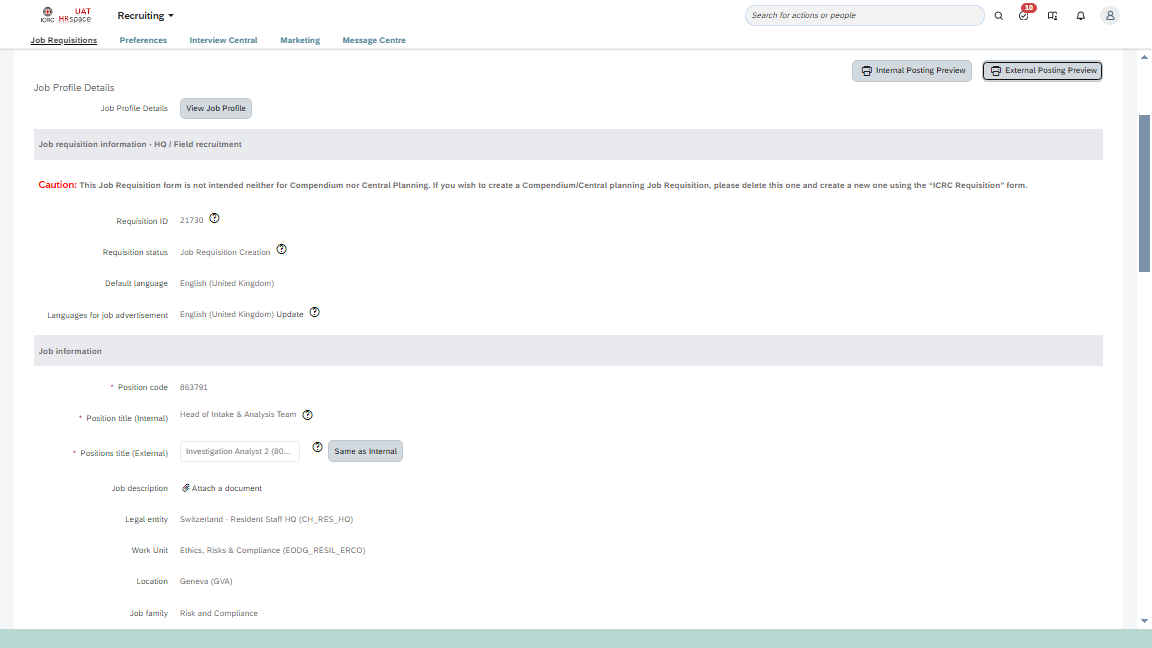 ICRC UAT HRspace Recruiting Search for actions or people 10
Job Requisitions Preferences Interview Central Marketing Message Centre
Internal Posting Preview External Posting Preview
Job Profile Details
Job Profile Details View Job Profile
Job requisition information - HQ / Field recruitment
Caution: This Job Requisition form is not intended neither for Compendium nor Central Planning. If you wish to create a Compendium/Central planning Job Requisition, please delete this one and create a new one using the “ICRC Requisition” form.
Requisition ID 21730 ?
Requisition status Job Requisition Creation ?
Default language English (United Kingdom)
Languages for job advertisement English (United Kingdom) Update ?
Job information
* Position code 863791
* Position title (Internal) Head of Intake & Analysis Team ?
* Positions title (External) Investigation Analyst 2 (80... ? Same as Internal
Job description Attach a document
Legal entity Switzerland - Resident Staff HQ (CH_RES_HQ)
Work Unit Ethics, Risks & Compliance (EODG_RESIL_ERCO)
Location Geneva (GVA)
Job family Risk and Compliance